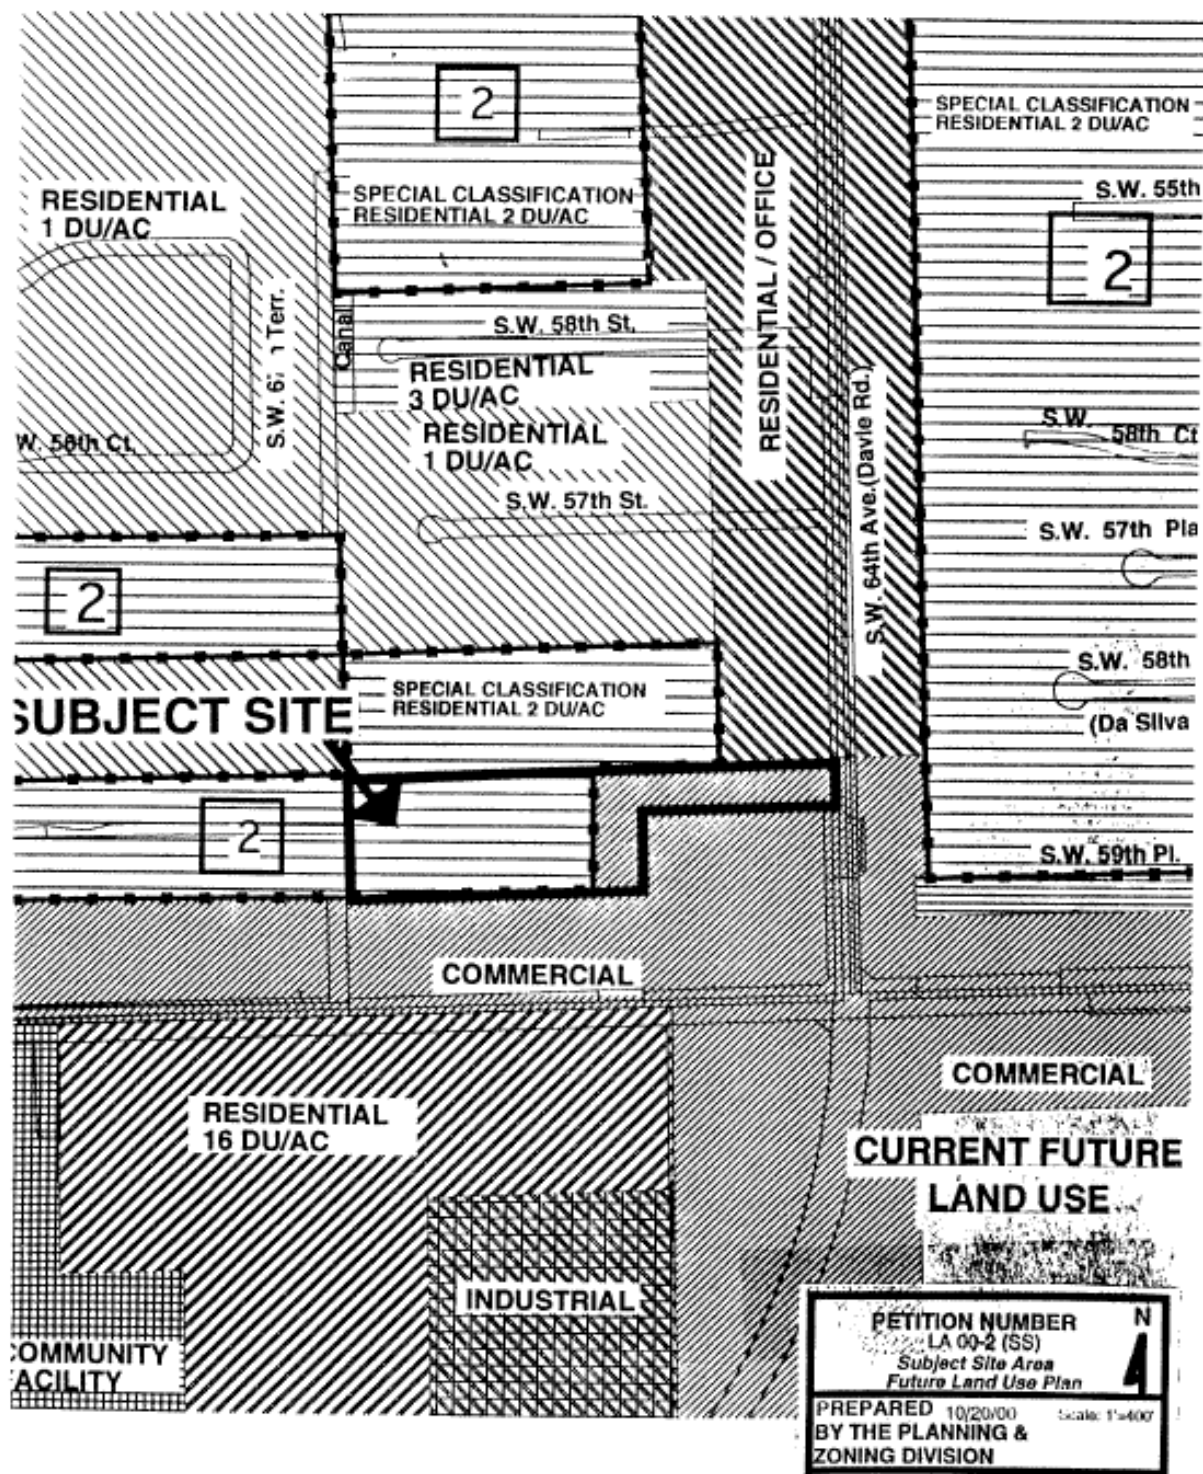 2
SPECIAL CLASSIFICATION
RESIDENTIAL 2 DU/AC
SPECIAL CLASSIFICATION
RESIDENTIAL 2 DU/AC
RESIDENTIAL
1 DU/AC
RESIDENTIAL / OFFICE
S.W. 55th
2
S.W. 58th St.
Canal
S.W. Terr.
RESIDENTIAL
3 DU/AC
RESIDENTIAL
1 DU/AC
S.W. 64th Ave.(Davie Rd.)
S.W.
58th Ct
W. 56th Ct.
S.W. 57th St.
S.W. 57th Pla
2
SPECIAL CLASSIFICATION
RESIDENTIAL 2 DU/AC
S.W. 58th
(Da Silva
SUBJECT SITE
2
S.W. 59th Pl.
COMMERCIAL
COMMERCIAL
RESIDENTIAL
16 DU/AC
CURRENT FUTURE
LAND USE
INDUSTRIAL
COMMUNITY
FACILITY
PETITION NUMBER
LA 00-2 (SS)
Subject Site Area
Future Land Use Plan
N
PREPARED 10/20/00 Scale: 1"=400'
BY THE PLANNING &
ZONING DIVISION